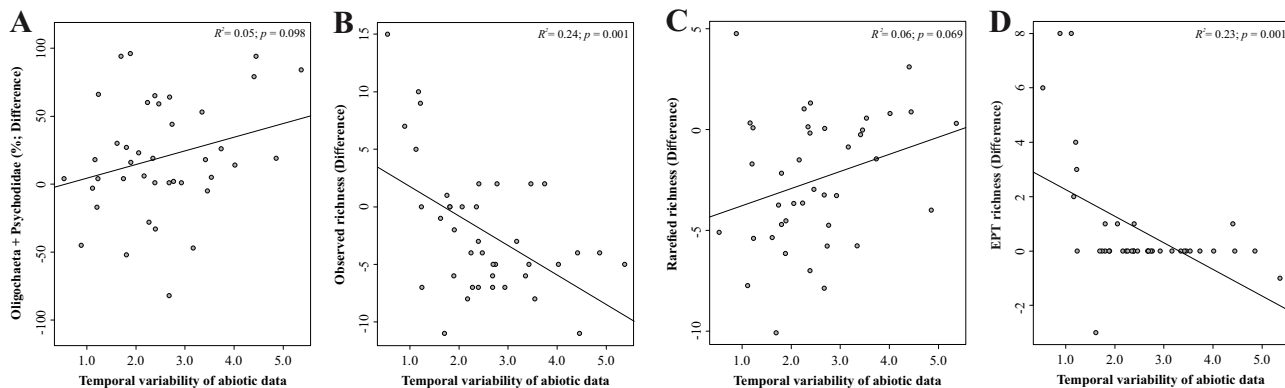 A
R²= 0.05; p = 0.098
Oligochaeta + Psychodidae (%; Difference)
100
50
0
-50
-100
1.0 2.0 3.0 4.0 5.0
Temporal variability of abiotic data
B
R²= 0.24; p = 0.001
Observed richness (Difference)
15
10
5
0
-5
-10
1.0 2.0 3.0 4.0 5.0
Temporal variability of abiotic data
C
R²= 0.06; p = 0.069
Rarefied richness (Difference)
5
0
-5
-10
1.0 2.0 3.0 4.0 5.0
Temporal variability of abiotic data
D
R²= 0.23; p = 0.001
EPT richness (Difference)
8
6
4
2
0
-2
1.0 2.0 3.0 4.0 5.0
Temporal variability of abiotic data